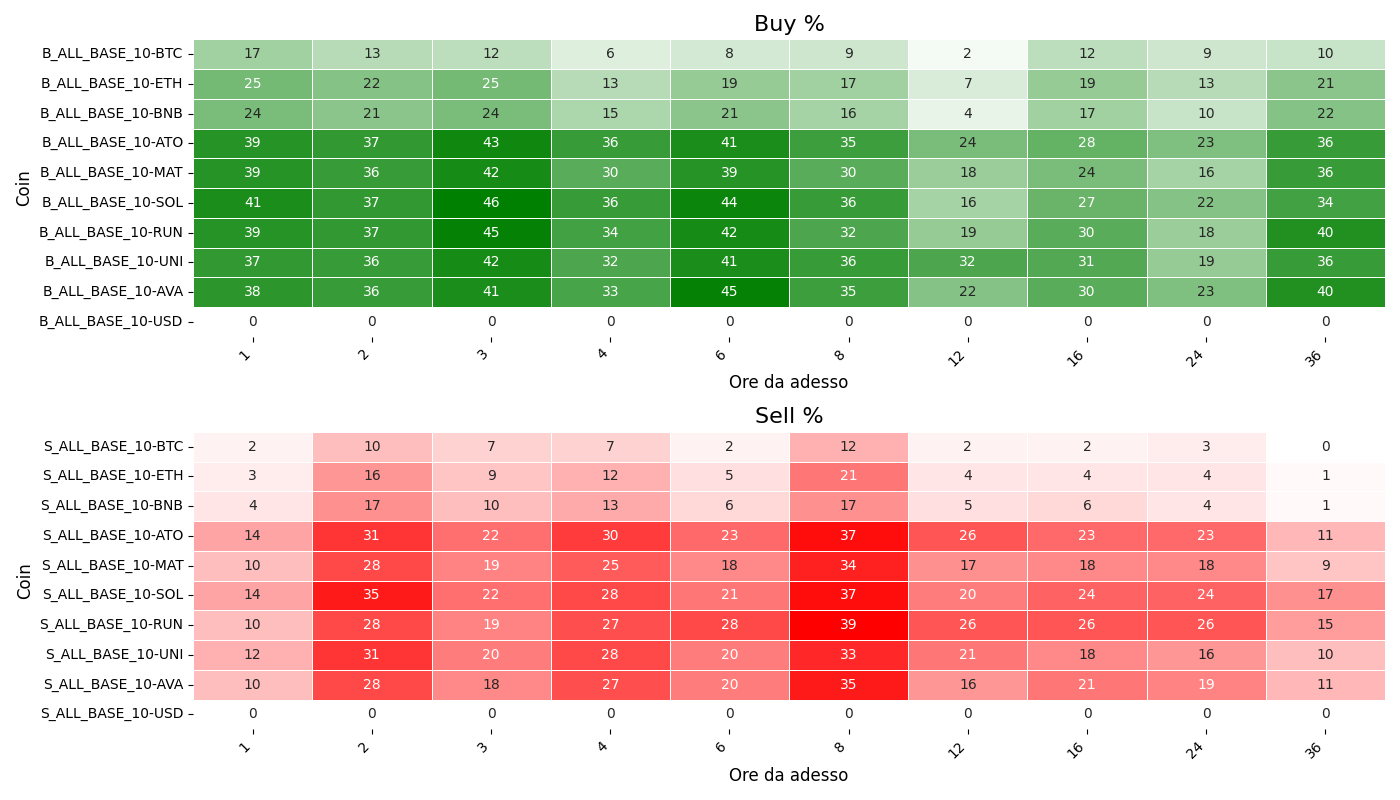 Buy %
Coin
B_ALL_BASE_10-BTC 17 13 12 6 8 9 2 12 9 10
B_ALL_BASE_10-ETH 25 22 25 13 19 17 7 19 13 21
B_ALL_BASE_10-BNB 24 21 24 15 21 16 4 17 10 22
B_ALL_BASE_10-ATO 39 37 43 36 41 35 24 28 23 36
B_ALL_BASE_10-MAT 39 36 42 30 39 30 18 24 16 36
B_ALL_BASE_10-SOL 41 37 46 36 44 36 16 27 22 34
B_ALL_BASE_10-RUN 39 37 45 34 42 32 19 30 18 40
B_ALL_BASE_10-UNI 37 36 42 32 41 36 32 31 19 36
B_ALL_BASE_10-AVA 38 36 41 33 45 35 22 30 23 40
B_ALL_BASE_10-USD 0 0 0 0 0 0 0 0 0 0
1 2 3 4 6 8 12 16 24 36
Ore da adesso
Sell %
Coin
S_ALL_BASE_10-BTC 2 10 7 7 2 12 2 2 3 0
S_ALL_BASE_10-ETH 3 16 9 12 5 21 4 4 4 1
S_ALL_BASE_10-BNB 4 17 10 13 6 17 5 6 4 1
S_ALL_BASE_10-ATO 14 31 22 30 23 37 26 23 23 11
S_ALL_BASE_10-MAT 10 28 19 25 18 34 17 18 18 9
S_ALL_BASE_10-SOL 14 35 22 28 21 37 20 24 24 17
S_ALL_BASE_10-RUN 10 28 19 27 28 39 26 26 26 15
S_ALL_BASE_10-UNI 12 31 20 28 20 33 21 18 16 10
S_ALL_BASE_10-AVA 10 28 18 27 20 35 16 21 19 11
S_ALL_BASE_10-USD 0 0 0 0 0 0 0 0 0 0
1 2 3 4 6 8 12 16 24 36
Ore da adesso